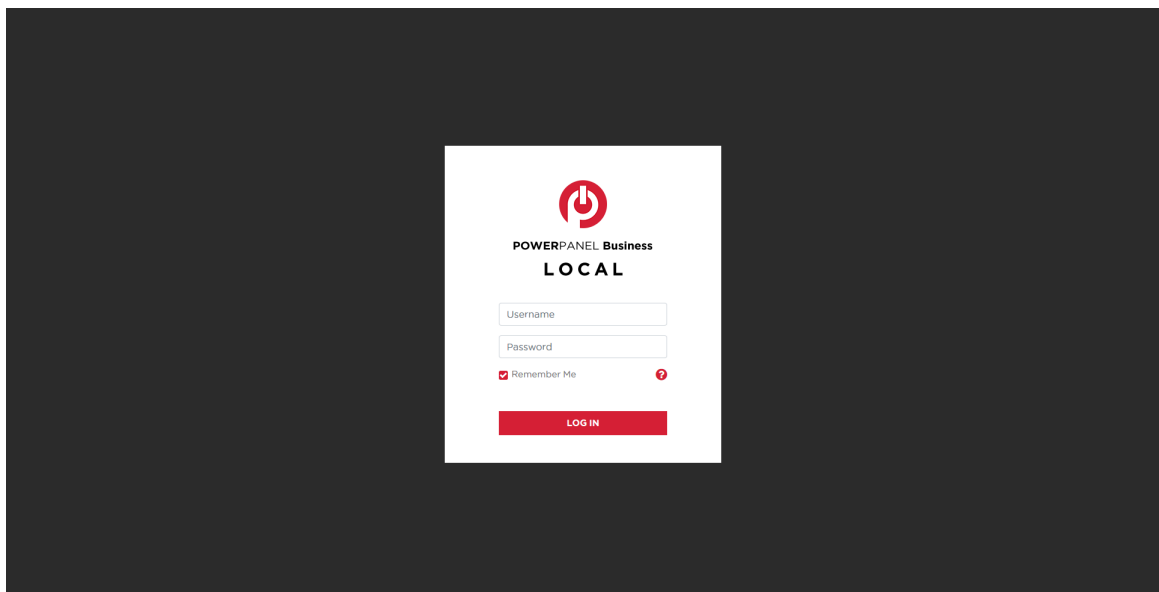 POWERPANEL Business
LOCAL
Username
Password
Remember Me
?
LOG IN